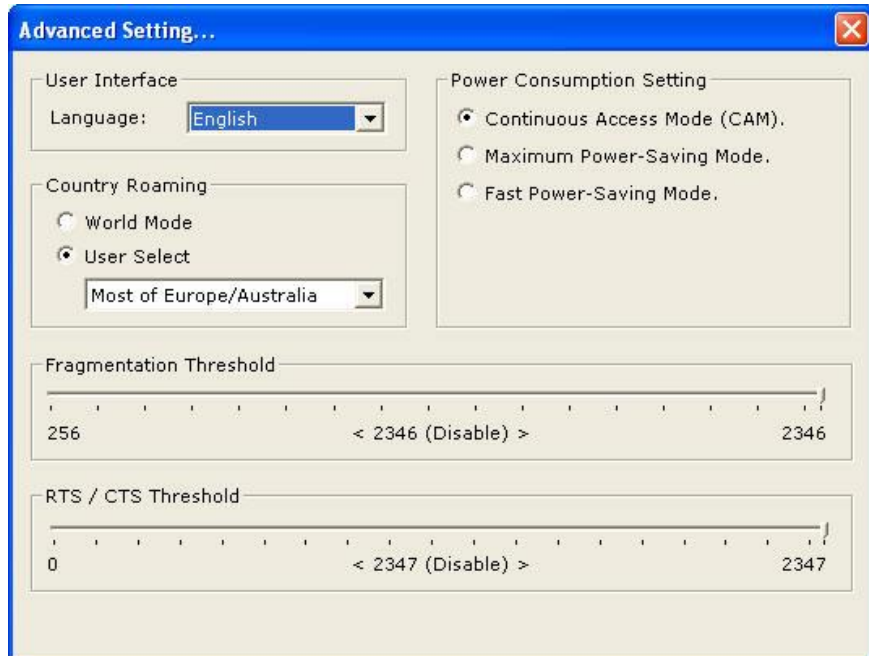 Advanced Setting...
User Interface
Language: English
Country Roaming
World Mode
User Select
Most of Europe/Australia
Power Consumption Setting
Continuous Access Mode (CAM).
Maximum Power-Saving Mode.
Fast Power-Saving Mode.
Fragmentation Threshold
256 < 2346 (Disable) > 2346
RTS / CTS Threshold
0 < 2347 (Disable) > 2347